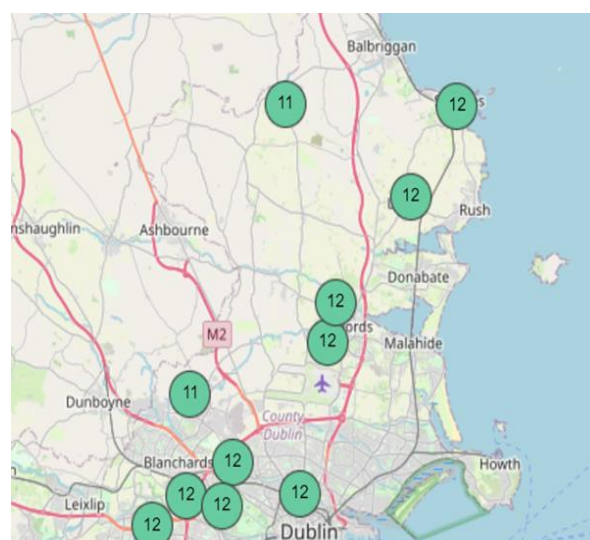 Balbriggan
11
12
12
Rush
nshaughlin
Ashbourne
Donabate
12
ords
12
M2
Malahide
11
Dunboyne
County
Dublin
12
Blanchards
Howth
12
12
12
Leixlip
12
Dublin